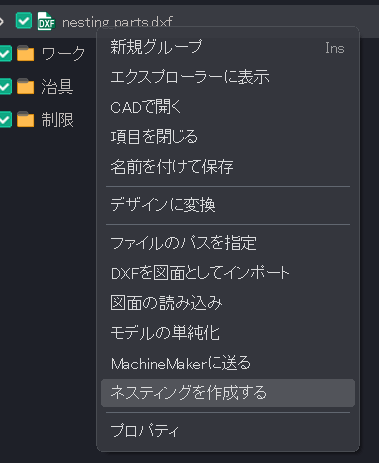 DXF nesting parts.dxf
新規グループ Ins
ワーク
エクスプローラーに表示
治具
CADで開く
制限
項目を閉じる
名前を付けて保存
デザインに変換
ファイルのパスを指定
DXFを図面としてインポート
図面の読み込み
モデルの単純化
MachineMakerに送る
ネスティングを作成する
プロパティ